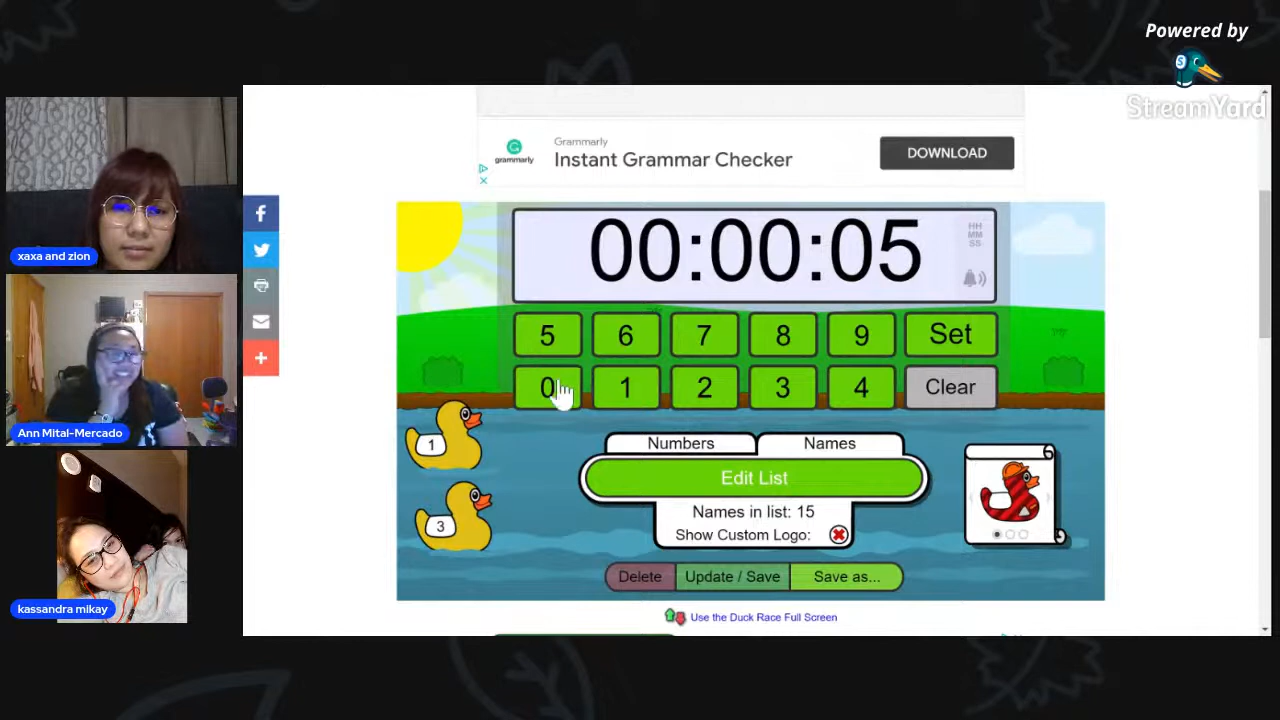 Powered by
S
StreamYard
xaxa and zion
Ann Mital-Mercado
kassandra mikay
grammarly
Grammarly
Instant Grammar Checker
DOWNLOAD
00:00:05
HH
MM
SS
5 6 7 8 9 Set
0 1 2 3 4 Clear
1
3
Numbers Names
Edit List
Names in list: 15
Show Custom Logo:
Delete Update / Save Save as...
Use the Duck Race Full Screen